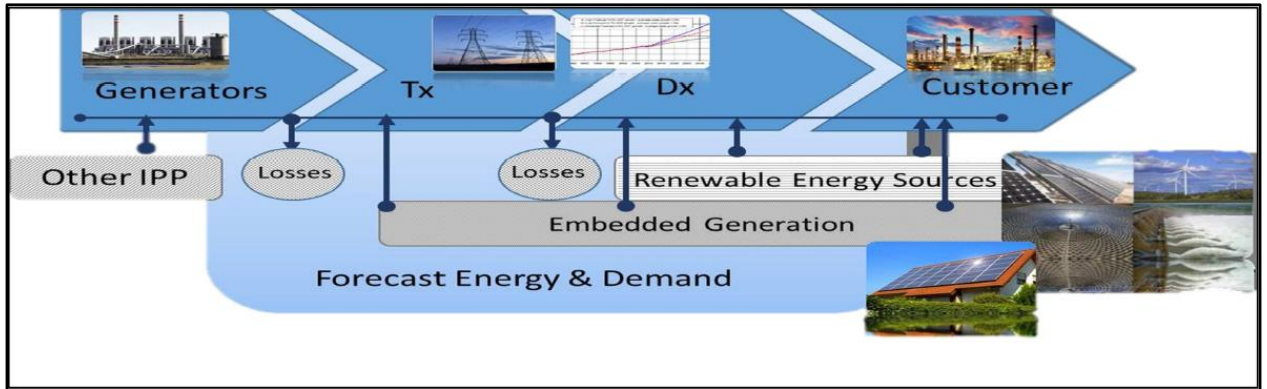 Generators
Tx
Dx
Customer
Other IPP
Losses
Losses
Renewable Energy Sources
Embedded Generation
Forecast Energy & Demand